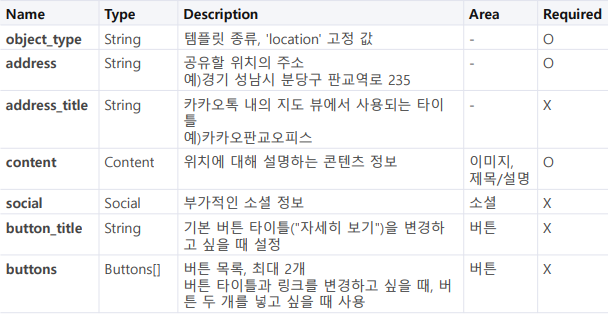 Name Type Description Area Required
object_type String 템플릿 종류, 'location' 고정 값 - O
address String 공유할 위치의 주소 - O
예)경기 성남시 분당구 판교역로 235
address_title String 카카오톡 내의 지도 뷰에서 사용되는 타이 - X
틀
예)카카오판교오피스
content Content 위치에 대해 설명하는 콘텐츠 정보 이미지, O
제목/설명
social Social 부가적인 소셜 정보 소셜 X
button_title String 기본 버튼 타이틀("자세히 보기")을 변경하 버튼 X
고 싶을 때 설정
buttons Buttons[] 버튼 목록, 최대 2개 버튼 X
버튼 타이틀과 링크를 변경하고 싶을 때, 버
튼 두 개를 넣고 싶을 때 사용